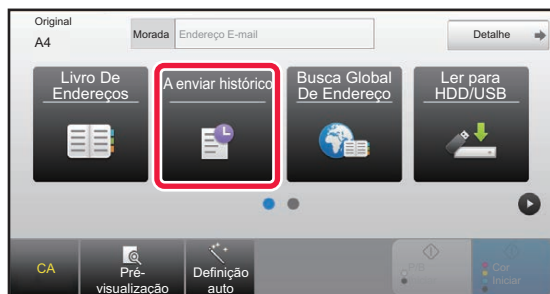 Original
A4
Morada
Endereço E-mail
Detalhe
Livro De
Endereços
A enviar histórico
Busca Global
De Endereço
Ler para
HDD/USB
CA
Pré-
visualização
Definição
auto
Cor
Iniciar